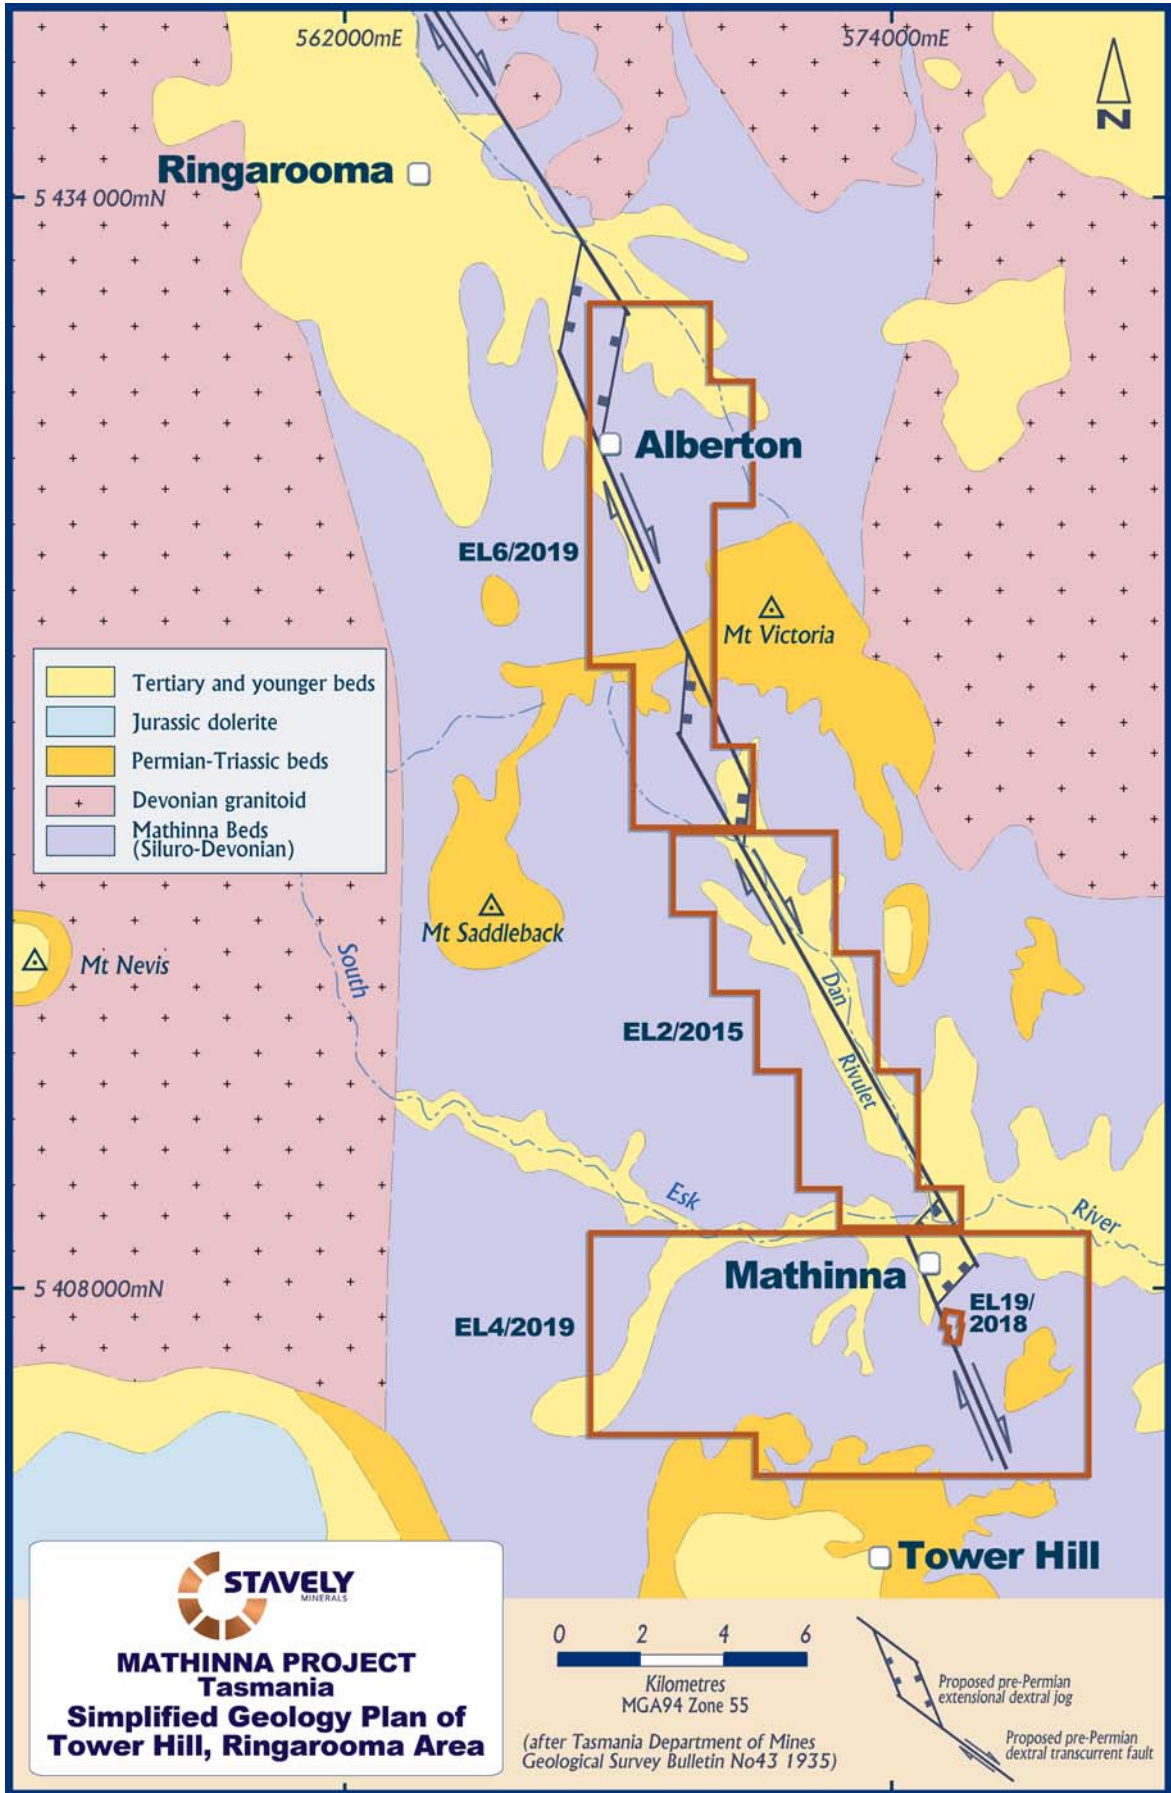 562000mE
574000mE
N
Ringarooma
5 434 000mN
Alberton
EL6/2019
Mt Victoria
Tertiary and younger beds
Jurassic dolerite
Permian-Triassic beds
Devonian granitoid
Mathinna Beds
(Siluro-Devonian)
Mt Saddleback
Mt Nevis
South
Dan
EL2/2015
Rivulet
Esk
River
Mathinna
5 408000mN
EL19/
2018
EL4/2019
Tower Hill
STAVELY
MINERALS
MATHINNA PROJECT
Tasmania
Simplified Geology Plan of
Tower Hill, Ringarooma Area
0 2 4 6
Kilometres
MGA94 Zone 55
(after Tasmania Department of Mines
Geological Survey Bulletin No43 1935)
Proposed pre-Permian
extensional dextral jog
Proposed pre-Permian
dextral transcurrent fault